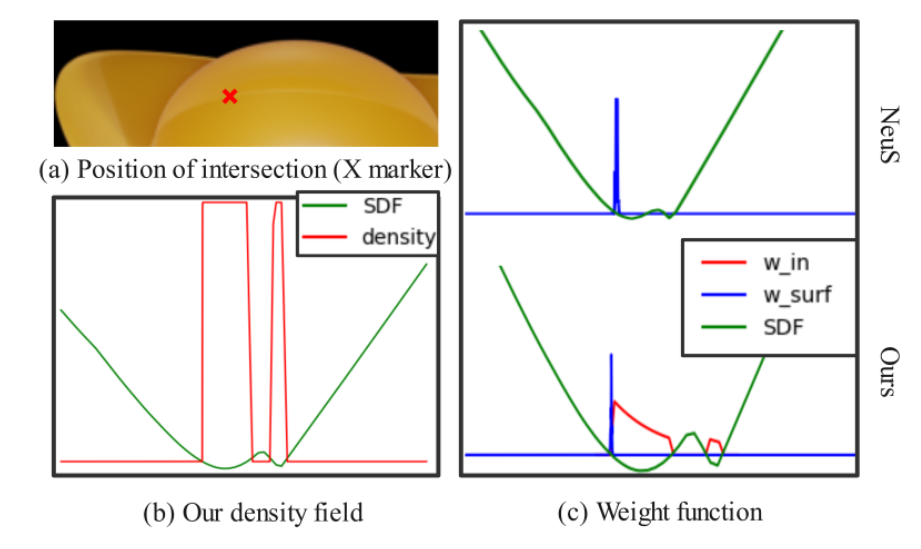 (a) Position of intersection (X marker)
SDF
density
(b) Our density field
NeuS
w_in
w_surf
SDF
Ours
(c) Weight function